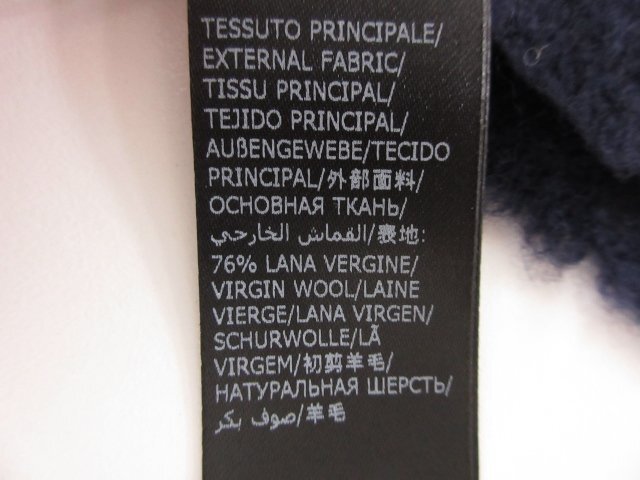 TESSUTO PRINCIPALE/
EXTERNAL FABRIC/
TISSU PRINCIPAL/
TEJIDO PRINCIPAL/
AUßENGEWEBE/TECIDO
PRINCIPAL/外部面料/
ОСНОВНАЯ ТКАНЬ/
القماش الخارجي/表地:
76% LANA VERGINE/
VIRGIN WOOL/LAINE
VIERGE/LANA VIRGEN/
SCHURWOLLE/LÃ
VIRGEM/初剪羊毛/
НАТУРАЛЬНАЯ ШЕРСТЬ/
صوف بكر/羊毛